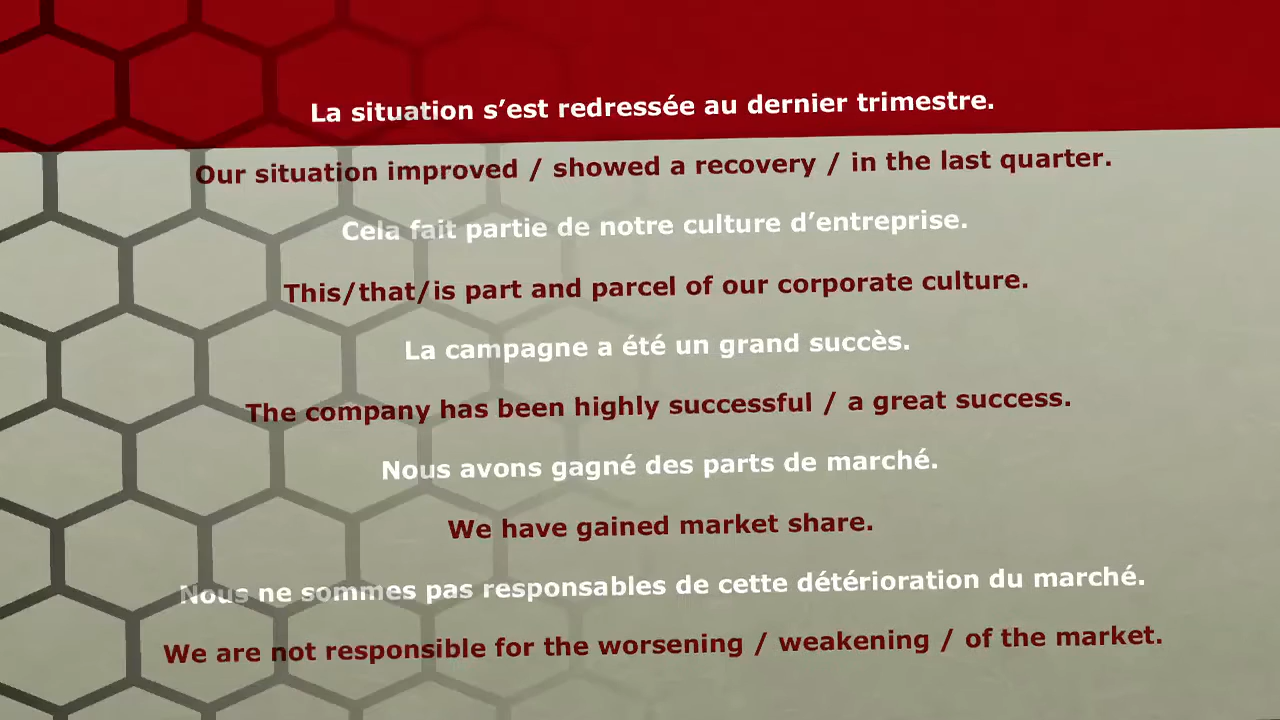 La situation s’est redressée au dernier trimestre.
Our situation improved / showed a recovery / in the last quarter.
Cela fait partie de notre culture d’entreprise.
This/that/is part and parcel of our corporate culture.
La campagne a été un grand succès.
The company has been highly successful / a great success.
Nous avons gagné des parts de marché.
We have gained market share.
Nous ne sommes pas responsables de cette détérioration du marché.
We are not responsible for the worsening / weakening / of the market.